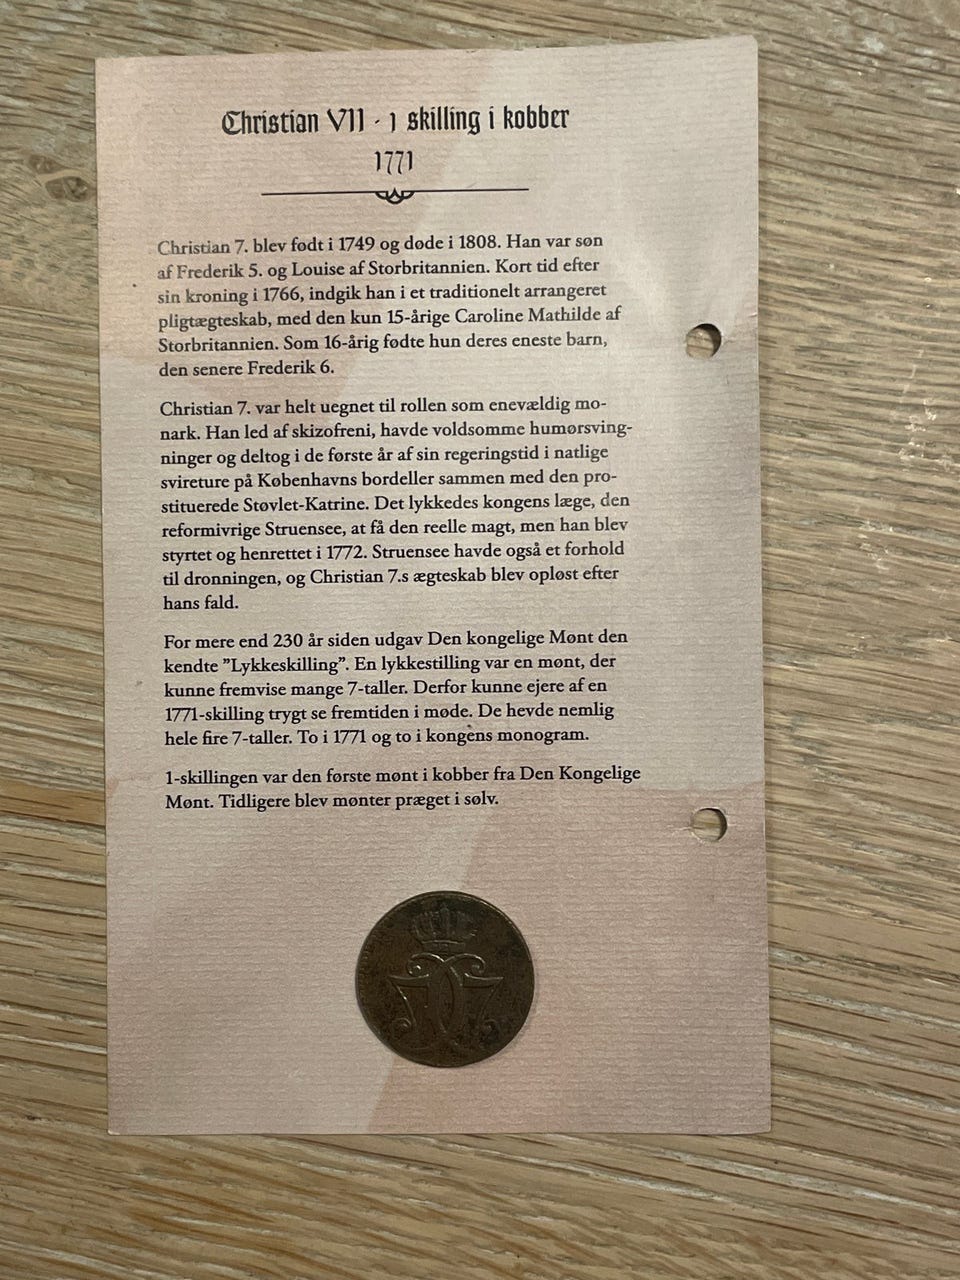 Christian VII · 1 skilling i kobber
1771
Christian 7. blev født i 1749 og døde i 1808. Han var søn
af Frederik 5. og Louise af Storbritannien. Kort tid efter
sin kroning i 1766, indgik han i et traditionelt arrangeret
pligtægteskab, med den kun 15-årige Caroline Mathilde af
Storbritannien. Som 16-årig fødte hun deres eneste barn,
den senere Frederik 6.
Christian 7. var helt uegnet til rollen som enevældig mo-
nark. Han led af skizofreni, havde voldsomme humørsving-
ninger og deltog i de første år af sin regeringstid i natlige
svireture på Københavns bordeller sammen med den pro-
stituerede Støvlet-Katrine. Det lykkedes kongens læge, den
reformivrige Struensee, at få den reelle magt, men han blev
styrtet og henrettet i 1772. Struensee havde også et forhold
til dronningen, og Christian 7.s ægteskab blev opløst efter
hans fald.
For mere end 230 år siden udgav Den kongelige Mønt den
kendte ”Lykkeskilling”. En lykkestilling var en mønt, der
kunne fremvise mange 7-taller. Derfor kunne ejere af en
1771-skilling trygt se fremtiden i møde. De hevde nemlig
hele fire 7-taller. To i 1771 og to i kongens monogram.
1-skillingen var den første mønt i kobber fra Den Kongelige
Mønt. Tidligere blev mønter præget i sølv.